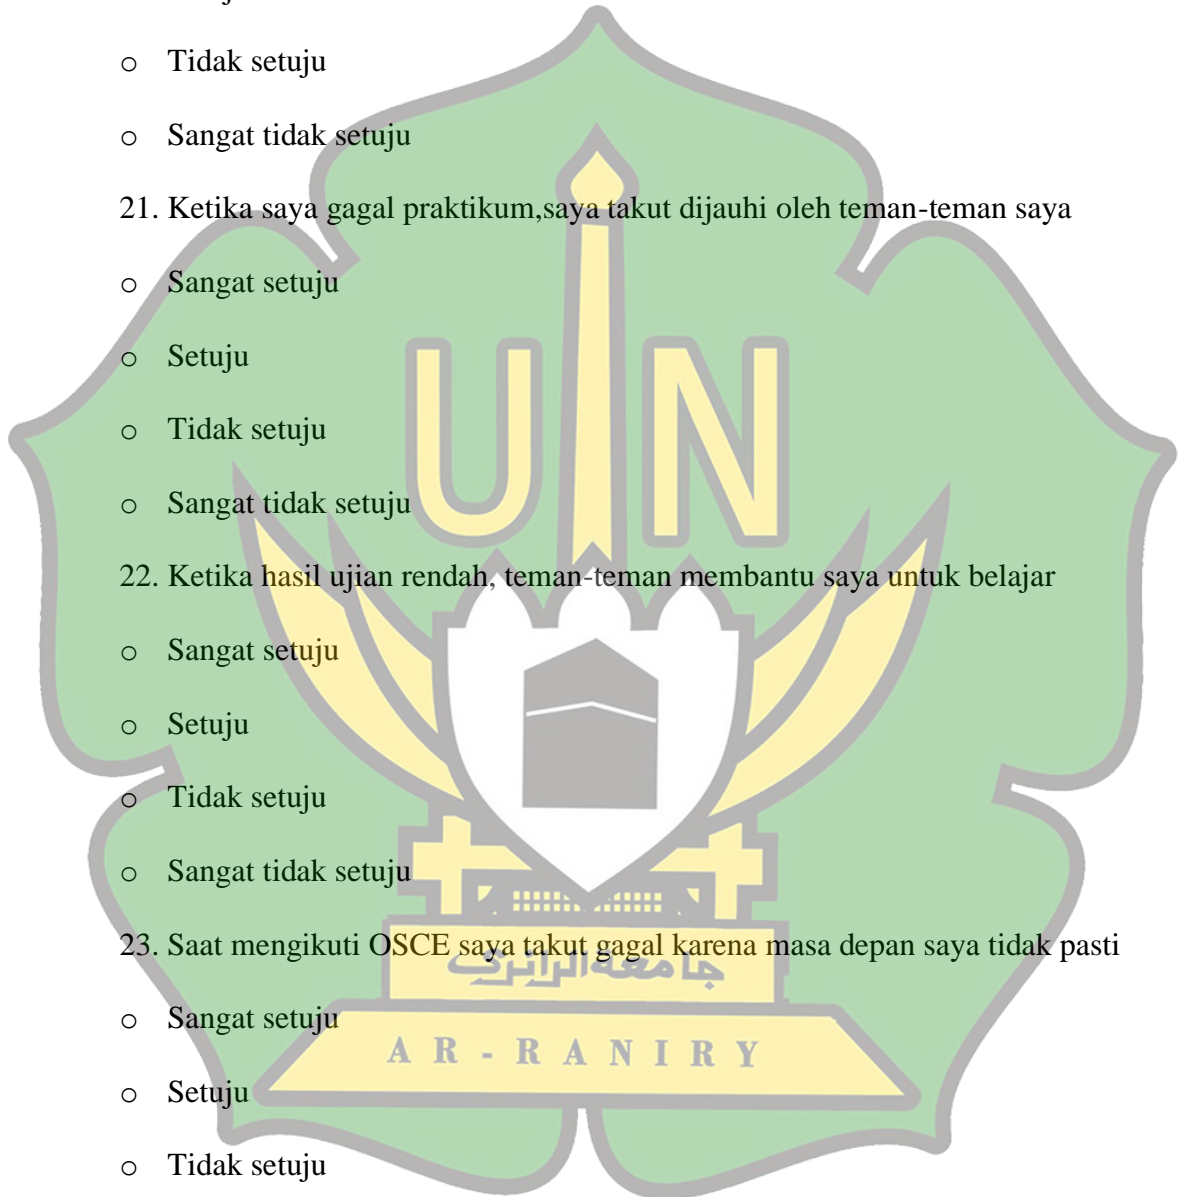 o Tidak setuju
o Sangat tidak setuju
21. Ketika saya gagal praktikum,saya takut dijauhi oleh teman-teman saya
o Sangat setuju
o Setuju
o Tidak setuju
o Sangat tidak setuju
22. Ketika hasil ujian rendah, teman-teman membantu saya untuk belajar
o Sangat setuju
o Setuju
o Tidak setuju
o Sangat tidak setuju
23. Saat mengikuti OSCE saya takut gagal karena masa depan saya tidak pasti
o Sangat setuju
o Setuju
o Tidak setuju
UIN
جامعة الرانري
AR-RANIRY